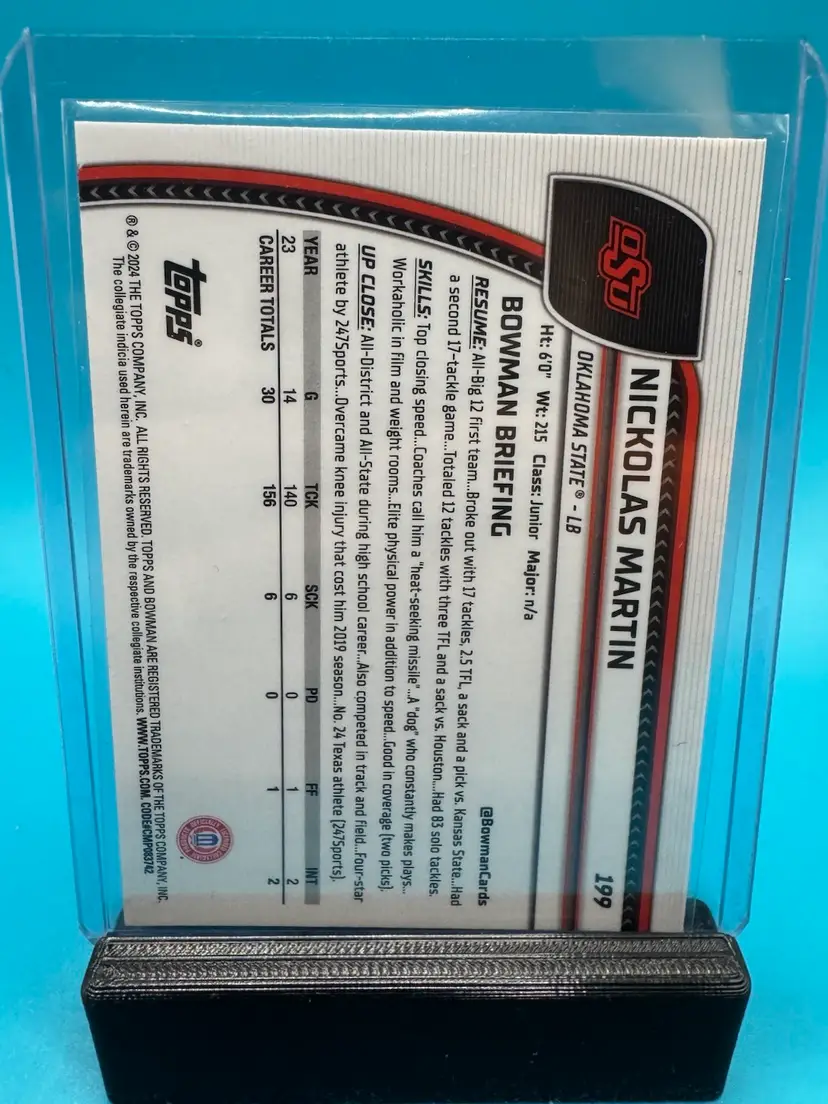 OSU
NICKOLAS MARTIN
199
OKLAHOMA STATE® - LB
Ht: 6'0" Wt: 215 Class: Junior Major: n/a
BOWMAN BRIEFING
@BowmanCards
RESUME: All-Big 12 first team...Broke out with 17 tackles, 2.5 TFL, a sack and a pick vs. Kansas State...Had
a second 17-tackle game...Totaled 12 tackles with three TFL and a sack vs. Houston...Had 83 solo tackles.
SKILLS: Top closing speed...Coaches call him a "heat-seeking missile"...A "dog" who constantly makes plays...
Workaholic in film and weight rooms...Elite physical power in addition to speed...Good in coverage (two picks).
UP CLOSE: All-District and All-State during high school career...Also competed in track and field...Four-star
athlete by 247Sports...Overcame knee injury that cost him 2019 season...No. 24 Texas athlete (247Sports).
YEAR G TCK SCK PD FF INT
23 14 140 6 0 1 2
CAREER TOTALS 30 156 6 0 1 2
topps®
® & © 2024 THE TOPPS COMPANY, INC. ALL RIGHTS RESERVED. TOPPS AND BOWMAN ARE REGISTERED TRADEMARKS OF THE TOPPS COMPANY, INC.
The collegiate indicia used herein are trademarks owned by the respective collegiate institutions. WWW.TOPPS.COM. CODE#CMP083742